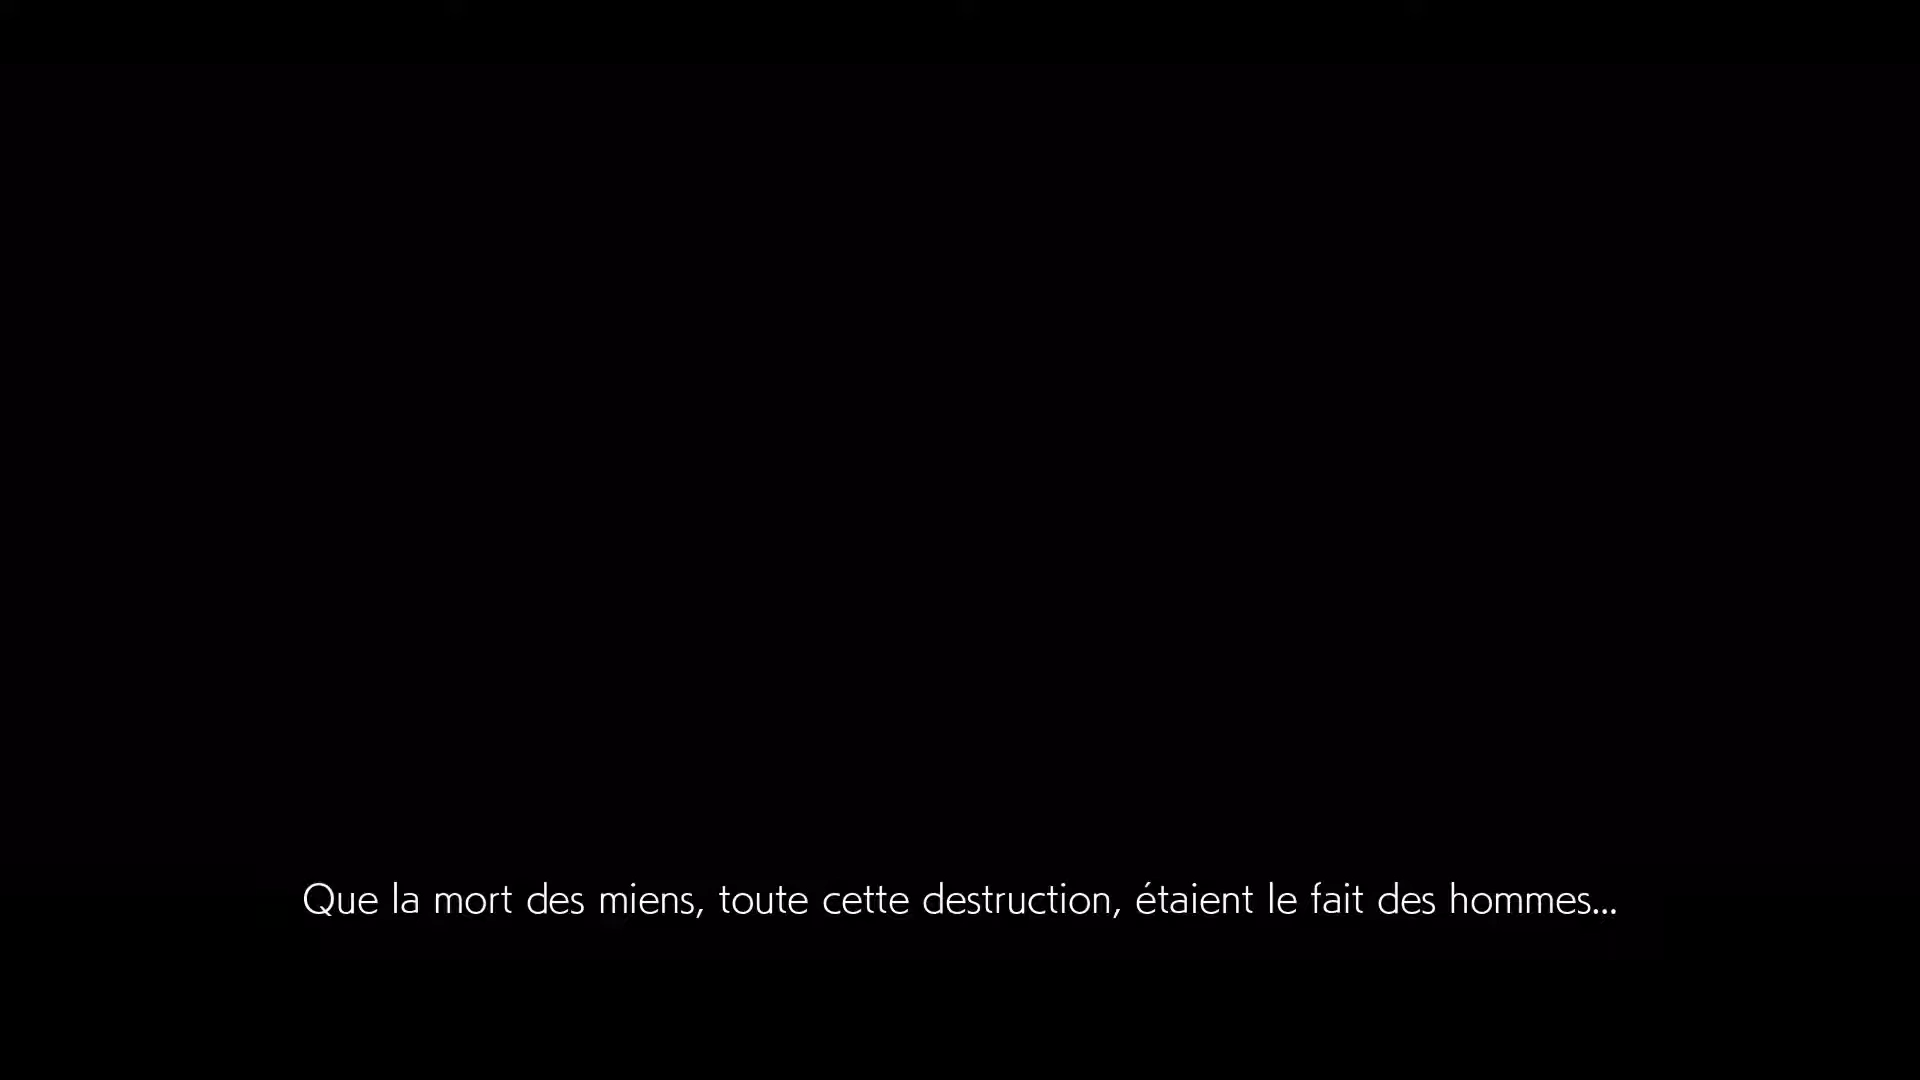 Que la mort des miens, toute cette destruction, étaient le fait des hommes...